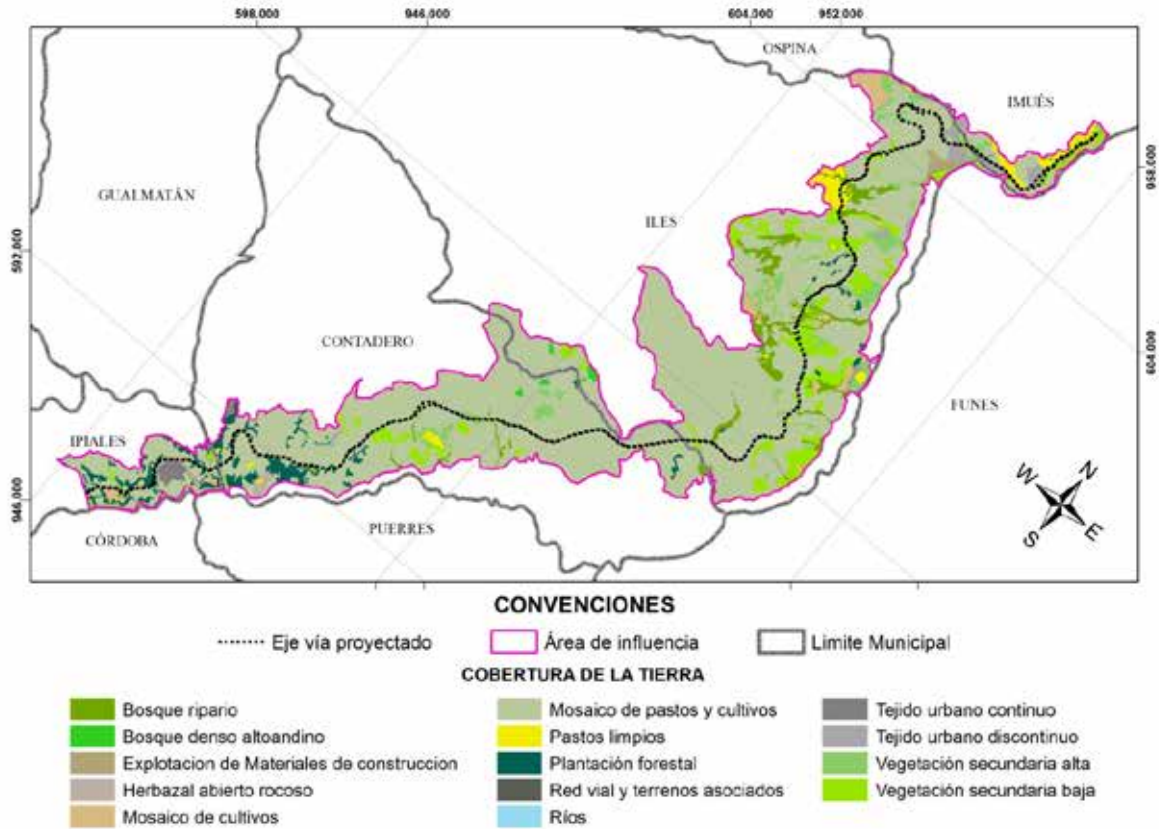 598.000 946.000 604.000 952.000
OSPINA
IMUÉS
958.000
GUALMATÁN
ILES
592.000
CONTADERO
604.000
FUNES
IPIALES
946.000
CÓRDOBA
PUERRES
W N
S E
CONVENCIONES
Eje vía proyectado Área de influencia Limite Municipal
COBERTURA DE LA TIERRA
Bosque ripario
Bosque denso altoandino
Explotacion de Materiales de construccion
Herbazal abierto rocoso
Mosaico de cultivos
Mosaico de pastos y cultivos
Pastos limpios
Plantación forestal
Red vial y terrenos asociados
Ríos
Tejido urbano continuo
Tejido urbano discontinuo
Vegetación secundaria alta
Vegetación secundaria baja